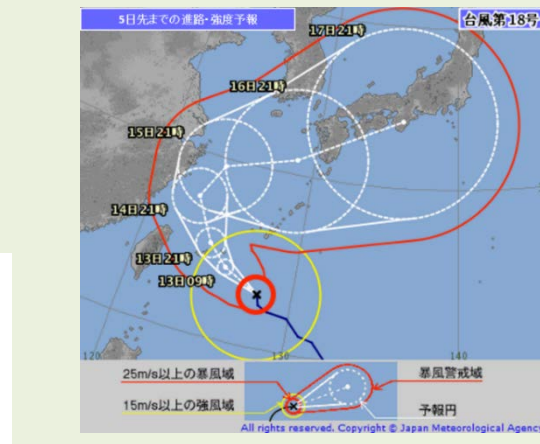 5日先までの進路・強度予報
台風第18号
17日21時
16日21時
15日21時
14日21時
13日21時
13日09時
120
130
140
25m/s以上の暴風域
暴風警戒域
15m/s以上の強風域
予報円
All rights reserved. Copyright © Japan Meteorological Agency